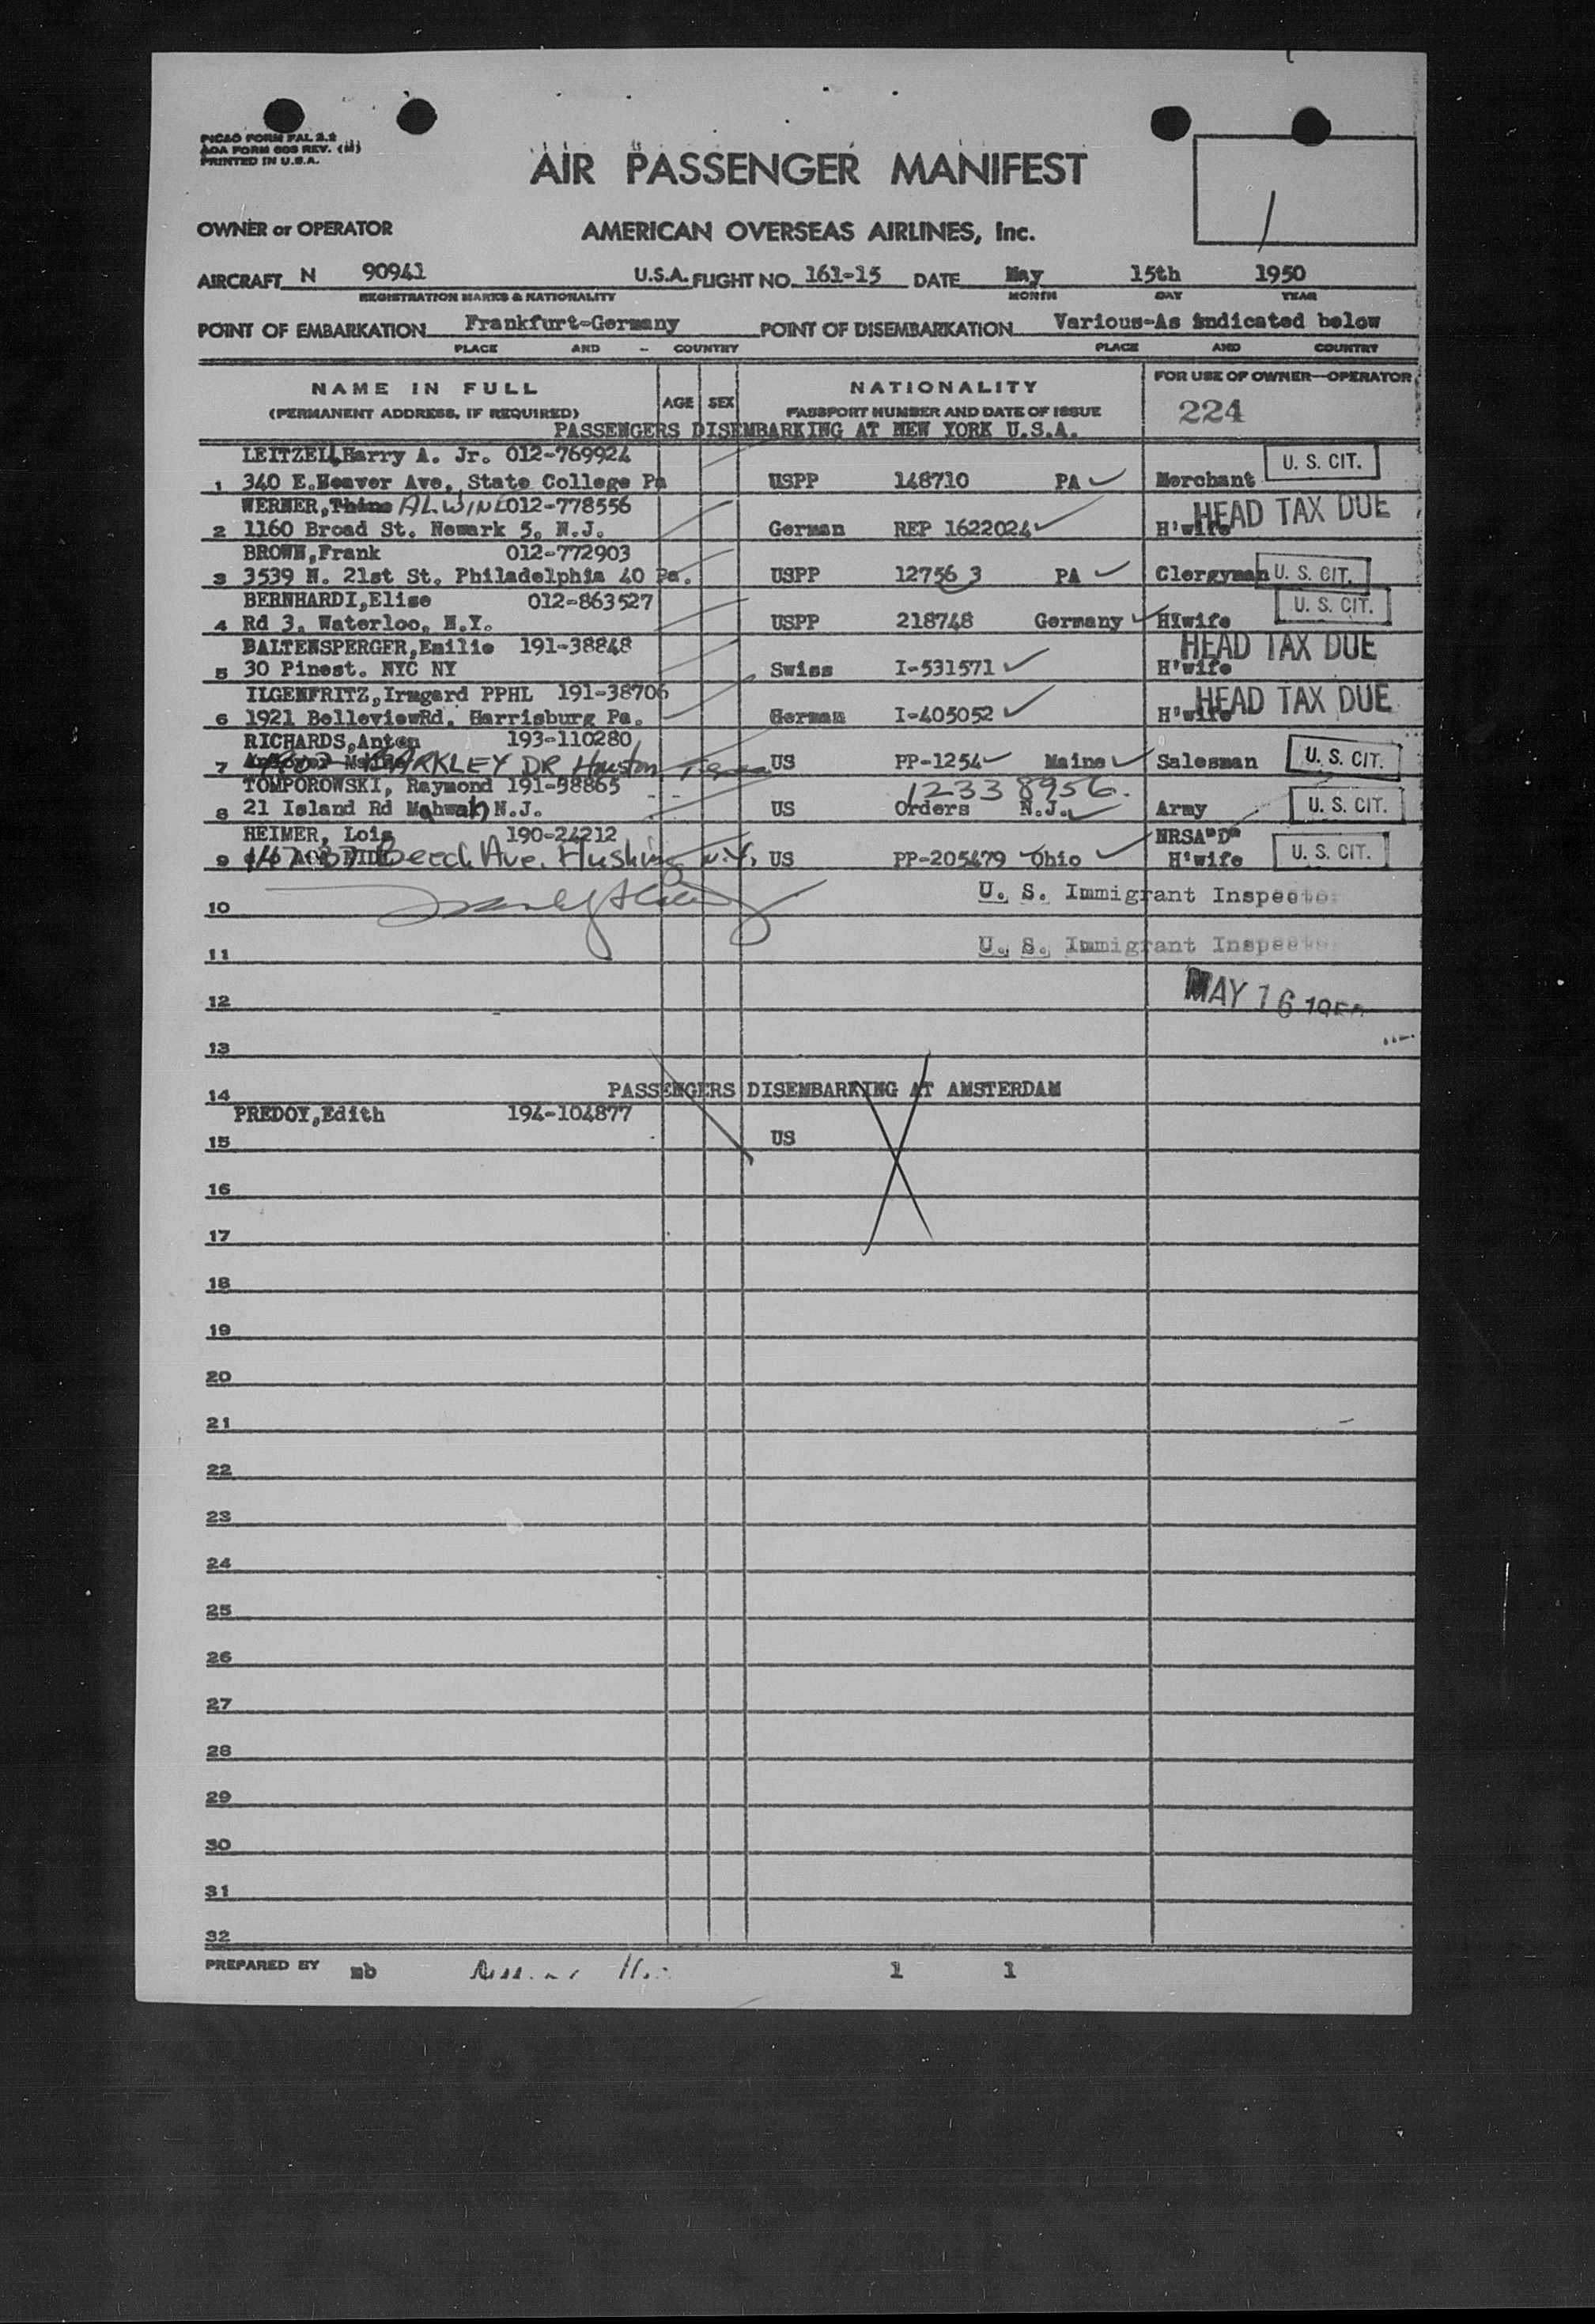 PICAO FORM FAL 2.2
AOA FORM 608 REV. (M)
PRINTED IN U.S.A.
AIR PASSENGER MANIFEST
OWNER or OPERATOR AMERICAN OVERSEAS AIRLINES, Inc.
AIRCRAFT N 90941 U.S.A. FLIGHT NO. 161-15 DATE May 15th 1950
REGISTRATION MARKS & NATIONALITY MONTH DAY YEAR
POINT OF EMBARKATION Frankfurt-Germany POINT OF DISEMBARKATION Various-As indicated below
PLACE AND - COUNTRY PLACE AND COUNTRY
NAME IN FULL AGE SEX NATIONALITY FOR USE OF OWNER—OPERATOR
(PERMANENT ADDRESS, IF REQUIRED) PASSPORT NUMBER AND DATE OF ISSUE 224
PASSENGERS DISEMBARKING AT NEW YORK U.S.A.
LEITZELL, Harry A. Jr. 012-769924 U. S. CIT.
1 340 E.Beaver Ave, State College Pa USPP 148710 PA Merchant
WERNER, ALWINE 012-778556 HEAD TAX DUE
2 1160 Broad St. Newark 5, N.J. German REP 1622024 H'wife
BROWN,Frank 012-772903
3 3539 N. 21st St. Philadelphia 40 Pa. USPP 127563 PA Clergyman U. S. CIT.
BERNHARDI,Elise 012-863527 U. S. CIT.
4 Rd 3, Waterloo, N.Y. USPP 218748 Germany H'wife
BALTENSPERGER,Emilie 191-38848 HEAD TAX DUE
5 30 Pinest. NYC NY Swiss I-531571 H'wife
ILGENFRITZ,Irmgard PPHL 191-38706 HEAD TAX DUE
6 1921 BelleviewRd. Harrisburg Pa. German I-405052 H'wife
RICHARDS,Anton 193-110280
7 BARKLEY DR Houston, Texas US PP-1254 Maine Salesman U. S. CIT.
TOMPOROWSKI, Raymond 191-58865 12338956.
8 21 Island Rd Mahwah N.J. US Orders N.J. Army U. S. CIT.
HEIMER, Lois 190-24212 NRSA"D"
9 Beech Ave. Flushing N.Y. US PP-205479 Ohio H'wife U. S. CIT.
U. S. Immigrant Inspector
10
U. S. Immigrant Inspector
11
MAY 16 1950
12
13
PASSENGERS DISEMBARKING AT AMSTERDAM
14
PREDOY,Edith 194-104877
15 US
16
17
18
19
20
21
22
23
24
25
26
27
28
29
30
31
32
PREPARED BY mb 1 1